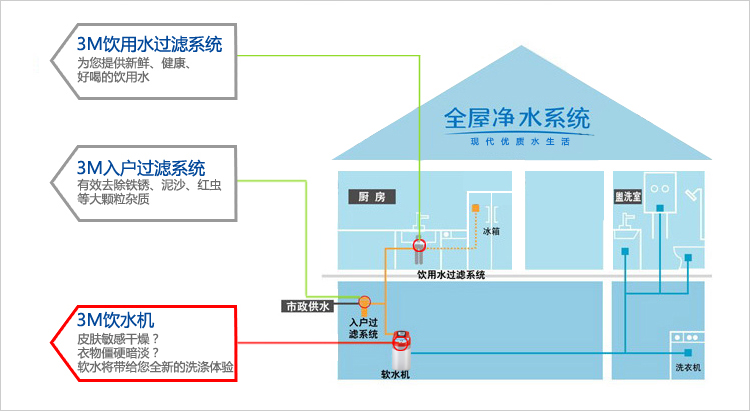 3M饮用水过滤系统
为您提供新鲜、健康、
好喝的饮用水
3M入户过滤系统
有效去除铁锈、泥沙、红虫
等大颗粒杂质
3M饮水机
皮肤敏感干燥？
衣物僵硬暗淡？
软水将带给您全新的洗涤体验
全屋净水系统
现代优质水生活
厨房
冰箱
盥洗室
饮用水过滤系统
市政供水
入户过
滤系统
软水机
洗衣机